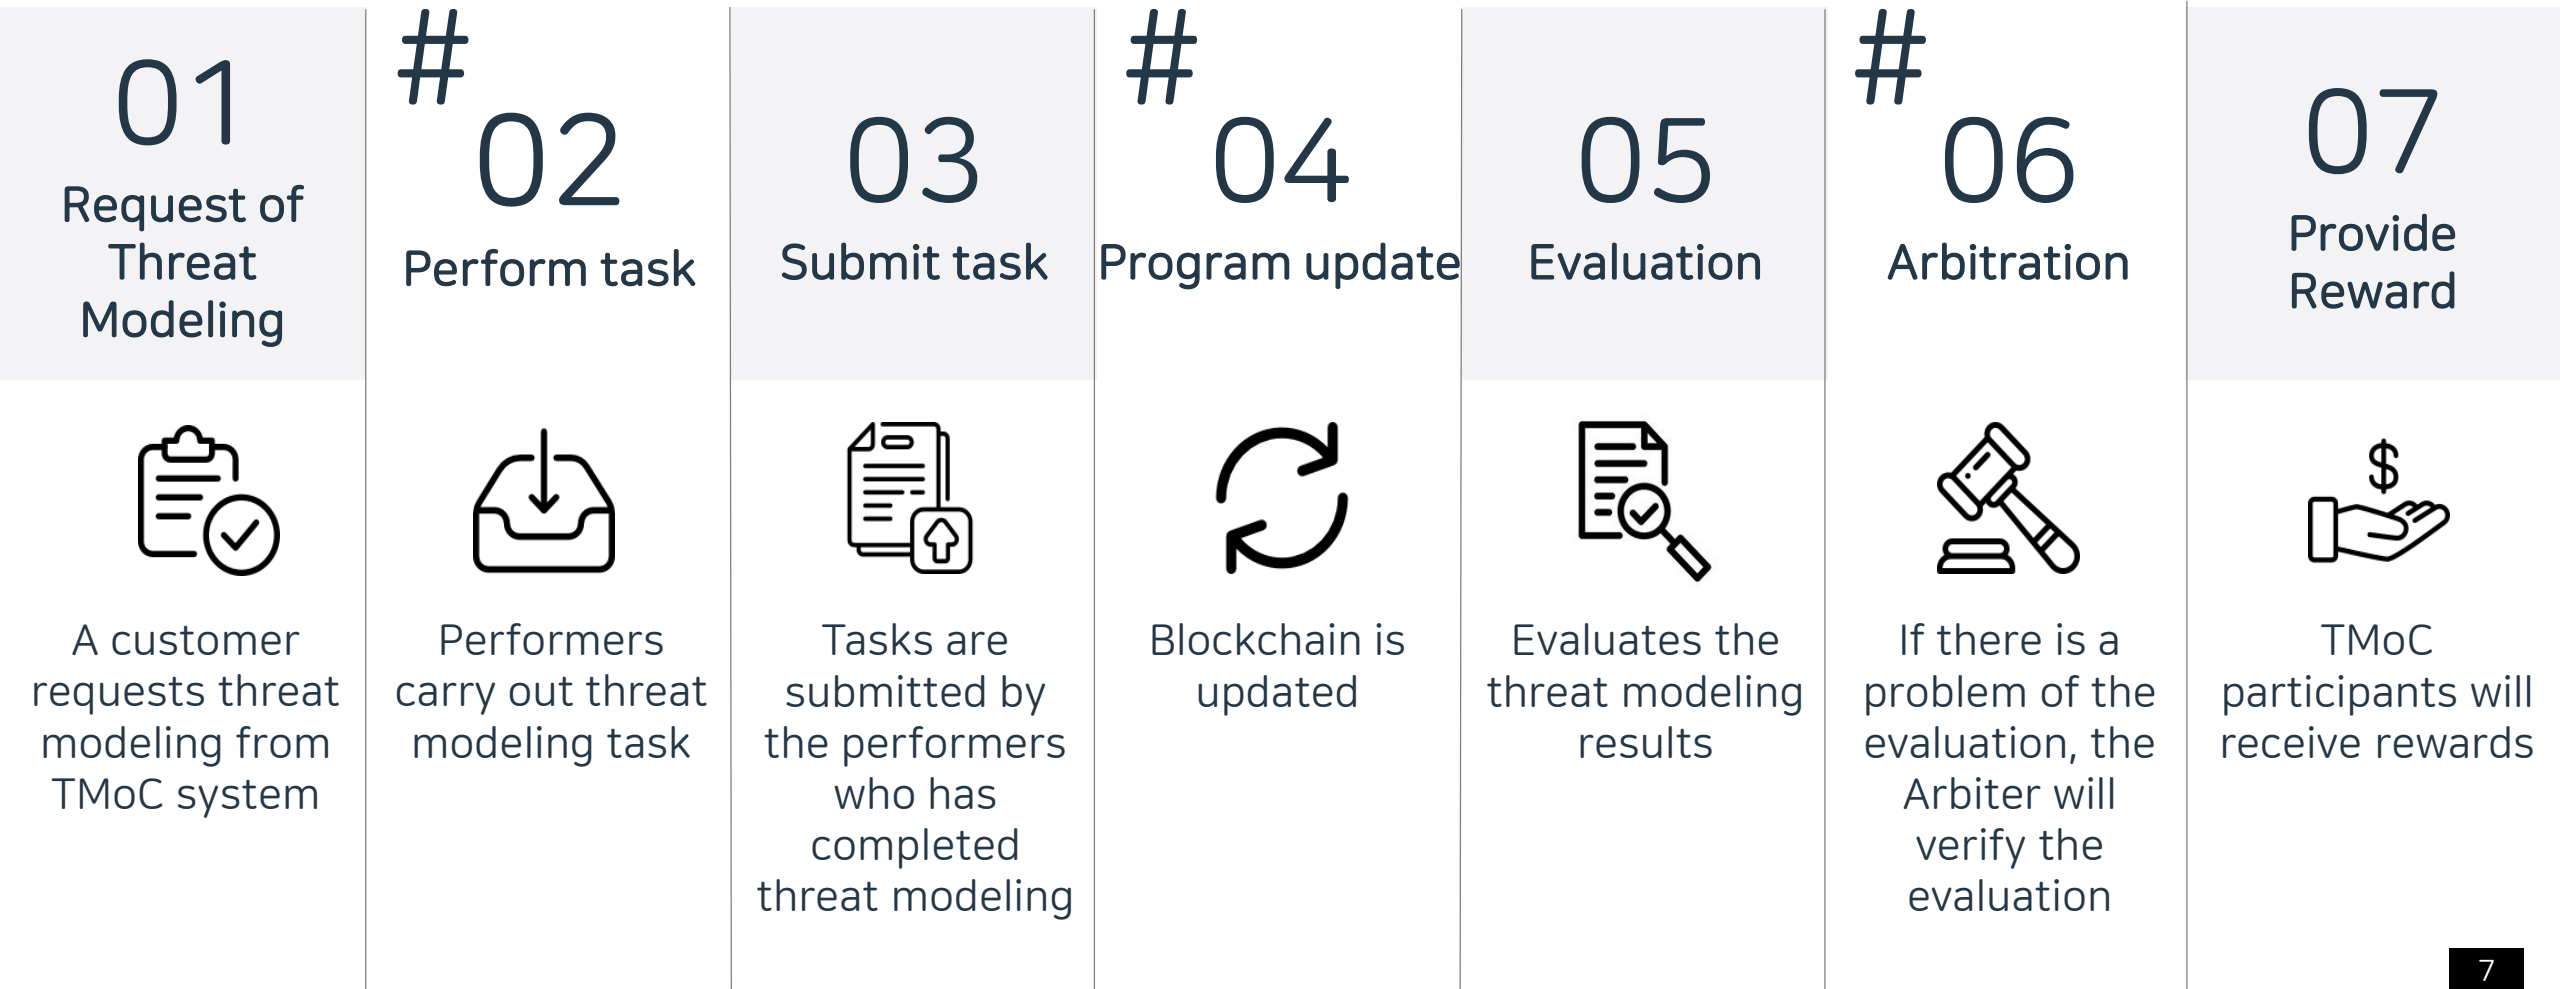 01
Request of
Threat
Modeling
A customer
requests threat
modeling from
TMoC system
#
02
Perform task
Performers
carry out threat
modeling task
03
Submit task
Tasks are
submitted by
the performers
who has
completed
threat modeling
#
04
Program update
Blockchain is
updated
05
Evaluation
Evaluates the
threat modeling
results
#
06
Arbitration
If there is a
problem of the
evaluation, the
Arbiter will
verify the
evaluation
07
Provide
Reward
$
TMoC
participants will
receive rewards
7